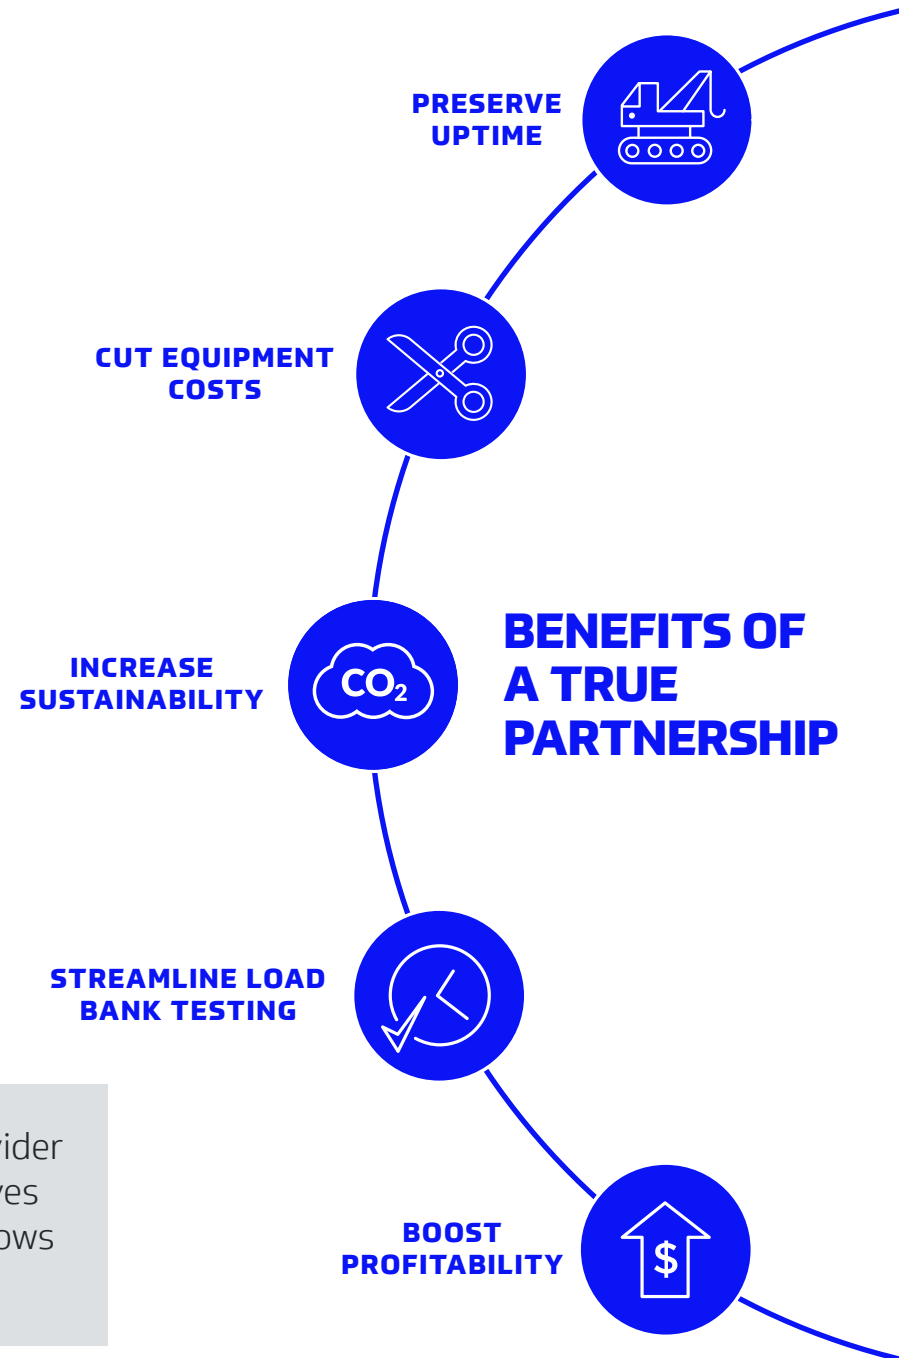 PRESERVE
UPTIME
CUT EQUIPMENT
COSTS
INCREASE
SUSTAINABILITY
CO₂
BENEFITS OF
A TRUE
PARTNERSHIP
STREAMLINE LOAD
BANK TESTING
BOOST
PROFITABILITY
$